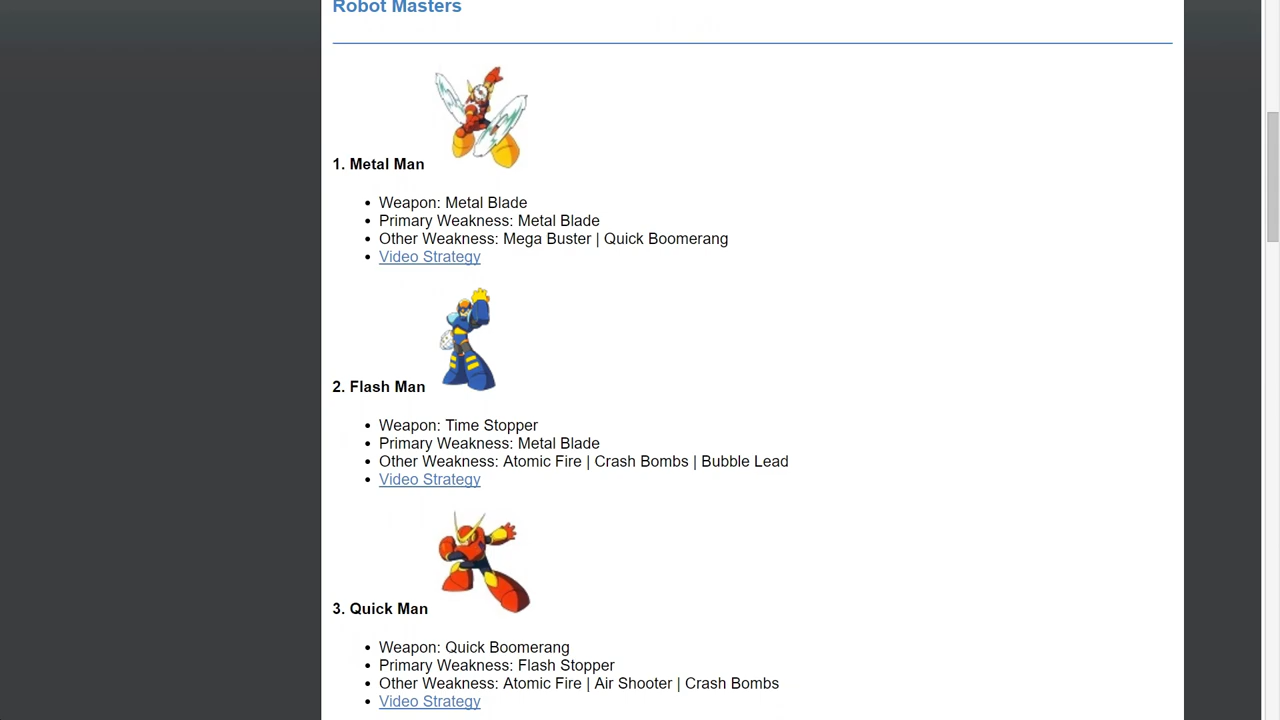 Robot Masters
1. Metal Man
Weapon: Metal Blade
Primary Weakness: Metal Blade
Other Weakness: Mega Buster | Quick Boomerang
Video Strategy
2. Flash Man
Weapon: Time Stopper
Primary Weakness: Metal Blade
Other Weakness: Atomic Fire | Crash Bombs | Bubble Lead
Video Strategy
3. Quick Man
Weapon: Quick Boomerang
Primary Weakness: Flash Stopper
Other Weakness: Atomic Fire | Air Shooter | Crash Bombs
Video Strategy